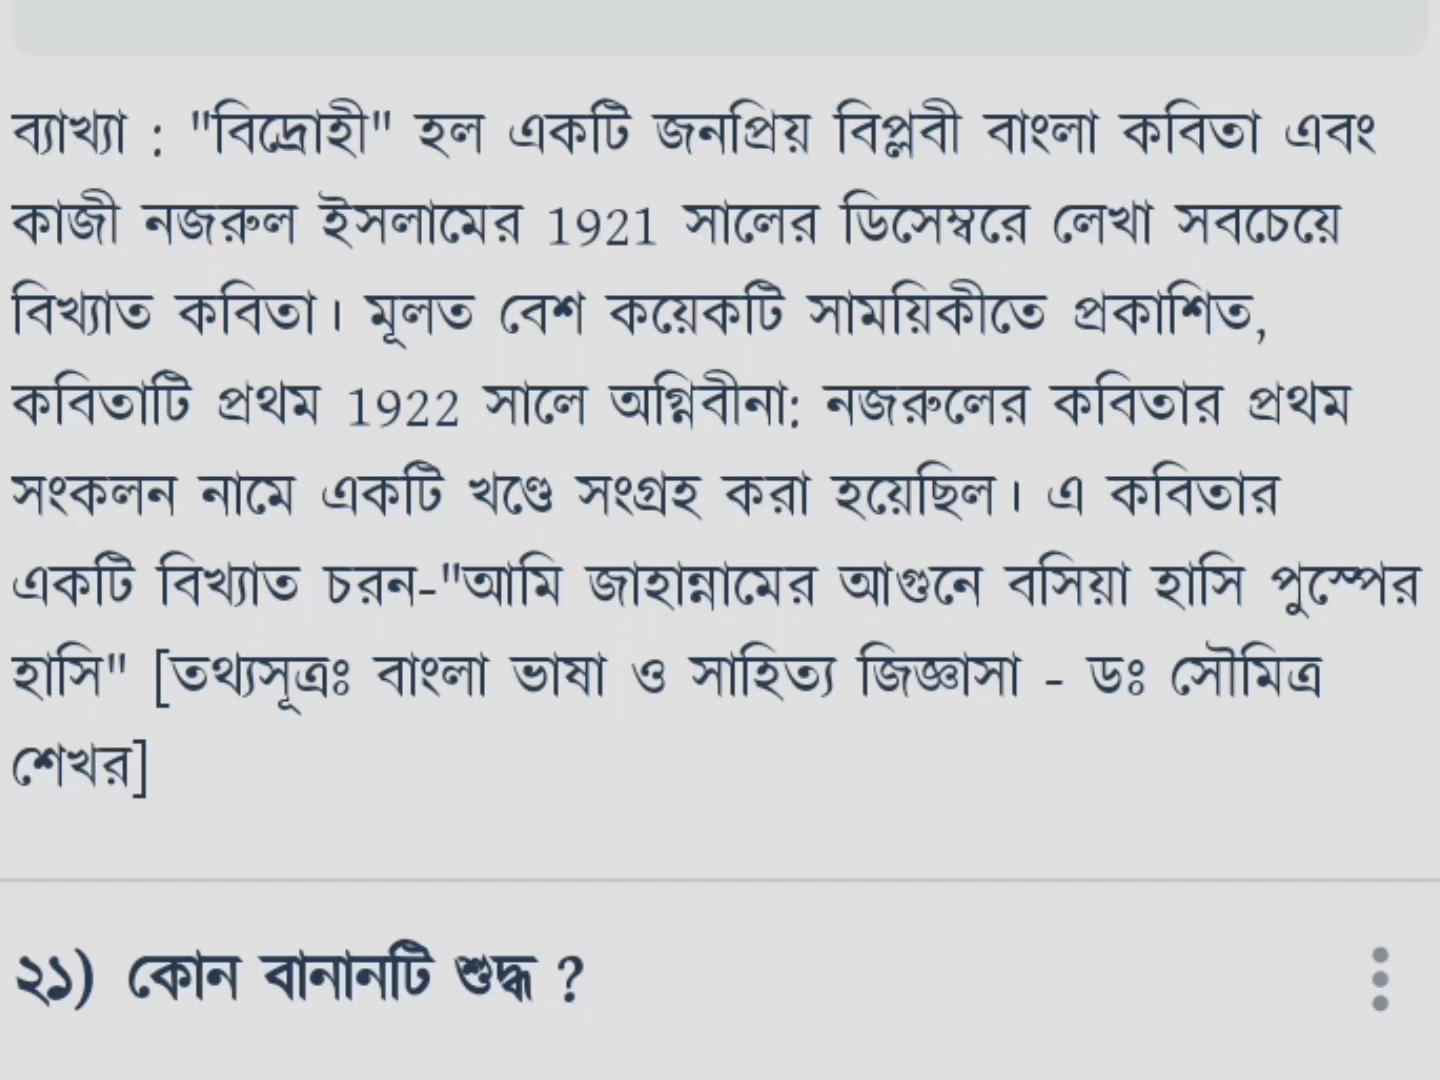 ব্যাখ্যা : "বিদ্রোহী" হল একটি জনপ্রিয় বিপ্লবী বাংলা কবিতা এবং
কাজী নজরুল ইসলামের 1921 সালের ডিসেম্বরে লেখা সবচেয়ে
বিখ্যাত কবিতা। মূলত বেশ কয়েকটি সাময়িকীতে প্রকাশিত,
কবিতাটি প্রথম 1922 সালে অগ্নিবীনা: নজরুলের কবিতার প্রথম
সংকলন নামে একটি খণ্ডে সংগ্রহ করা হয়েছিল। এ কবিতার
একটি বিখ্যাত চরন-"আমি জাহান্নামের আগুনে বসিয়া হাসি পুস্পের
হাসি" [তথ্যসূত্রঃ বাংলা ভাষা ও সাহিত্য জিজ্ঞাসা - ডঃ সৌমিত্র
শেখর]
২১) কোন বানানটি শুদ্ধ ?